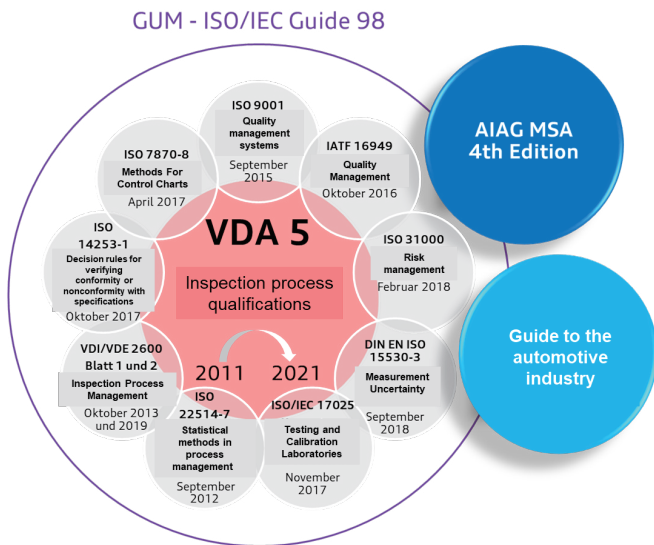 GUM - ISO/IEC Guide 98
AIAG MSA
4th Edition
ISO 9001
Quality
management
systems
September
2015
IATF 16949
Quality
Management
Oktober 2016
ISO 7870-8
Methods For
Control Charts
April 2017
VDA 5
Inspection process
qualifications
2011
2021
ISO
14253-1
Decision rules for
verifying
conformity or
nonconformity with
specifications
Oktober 2017
ISO 31000
Risk
management
Februar 2018
Guide to the
automotive
industry
VDI/VDE 2600
Blatt 1 und 2
Inspection Process
Management
Oktober 2013
und 2019
DIN EN ISO
15530-3
Measurement
Uncertainty
September
2018
ISO
22514-7
Statistical
methods in
process
management
September
2012
ISO/IEC 17025
Testing and
Calibration
Laboratories
November
2017